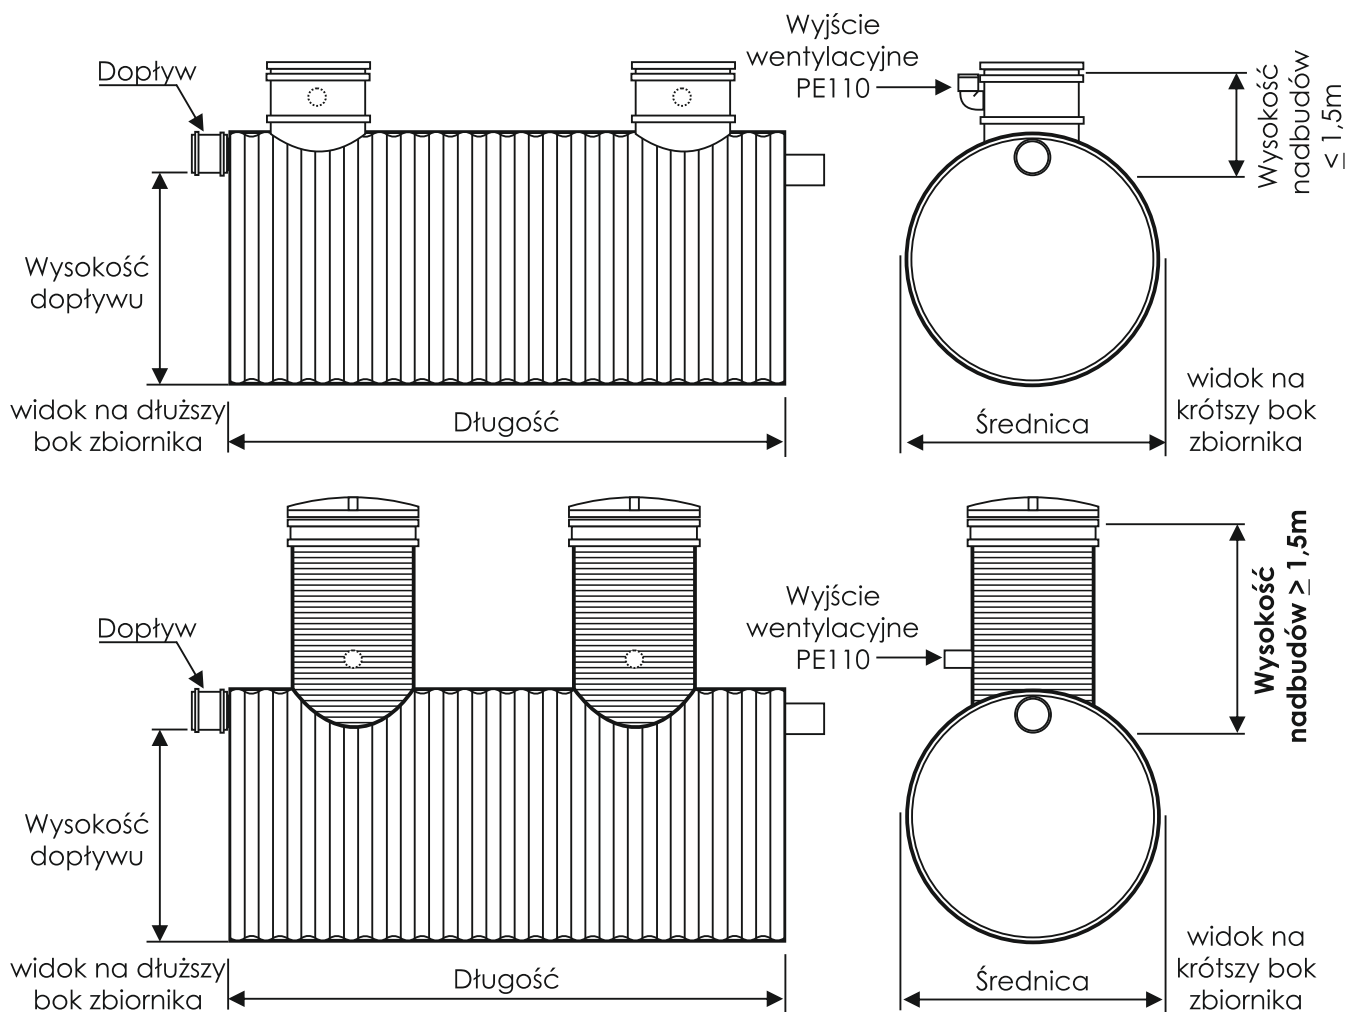 Dopływ
Wysokość
dopływu
widok na dłuższy
bok zbiornika
Długość
Wyjście
wentylacyjne
PE110
Wysokość
nadbudów
≤ 1,5m
Średnica
widok na
krótszy bok
zbiornika
Dopływ
Wysokość
dopływu
widok na dłuższy
bok zbiornika
Długość
Wyjście
wentylacyjne
PE110
Wysokość
nadbudów ≥ 1,5m
Średnica
widok na
krótszy bok
zbiornika